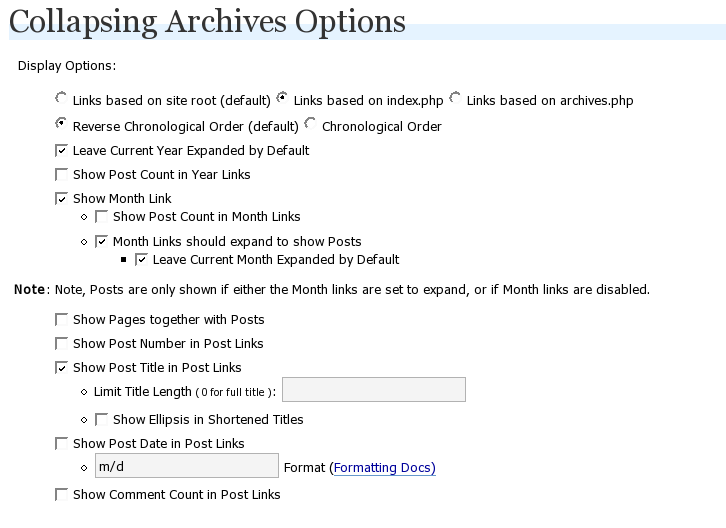 Collapsing Archives Options
Display Options:
Links based on site root (default) Links based on index.php Links based on archives.php
Reverse Chronological Order (default) Chronological Order
Leave Current Year Expanded by Default
Show Post Count in Year Links
Show Month Link
Show Post Count in Month Links
Month Links should expand to show Posts
Leave Current Month Expanded by Default
Note: Note, Posts are only shown if either the Month links are set to expand, or if Month links are disabled.
Show Pages together with Posts
Show Post Number in Post Links
Show Post Title in Post Links
Limit Title Length ( 0 for full title ):
Show Ellipsis in Shortened Titles
Show Post Date in Post Links
m/d Format (Formatting Docs)
Show Comment Count in Post Links